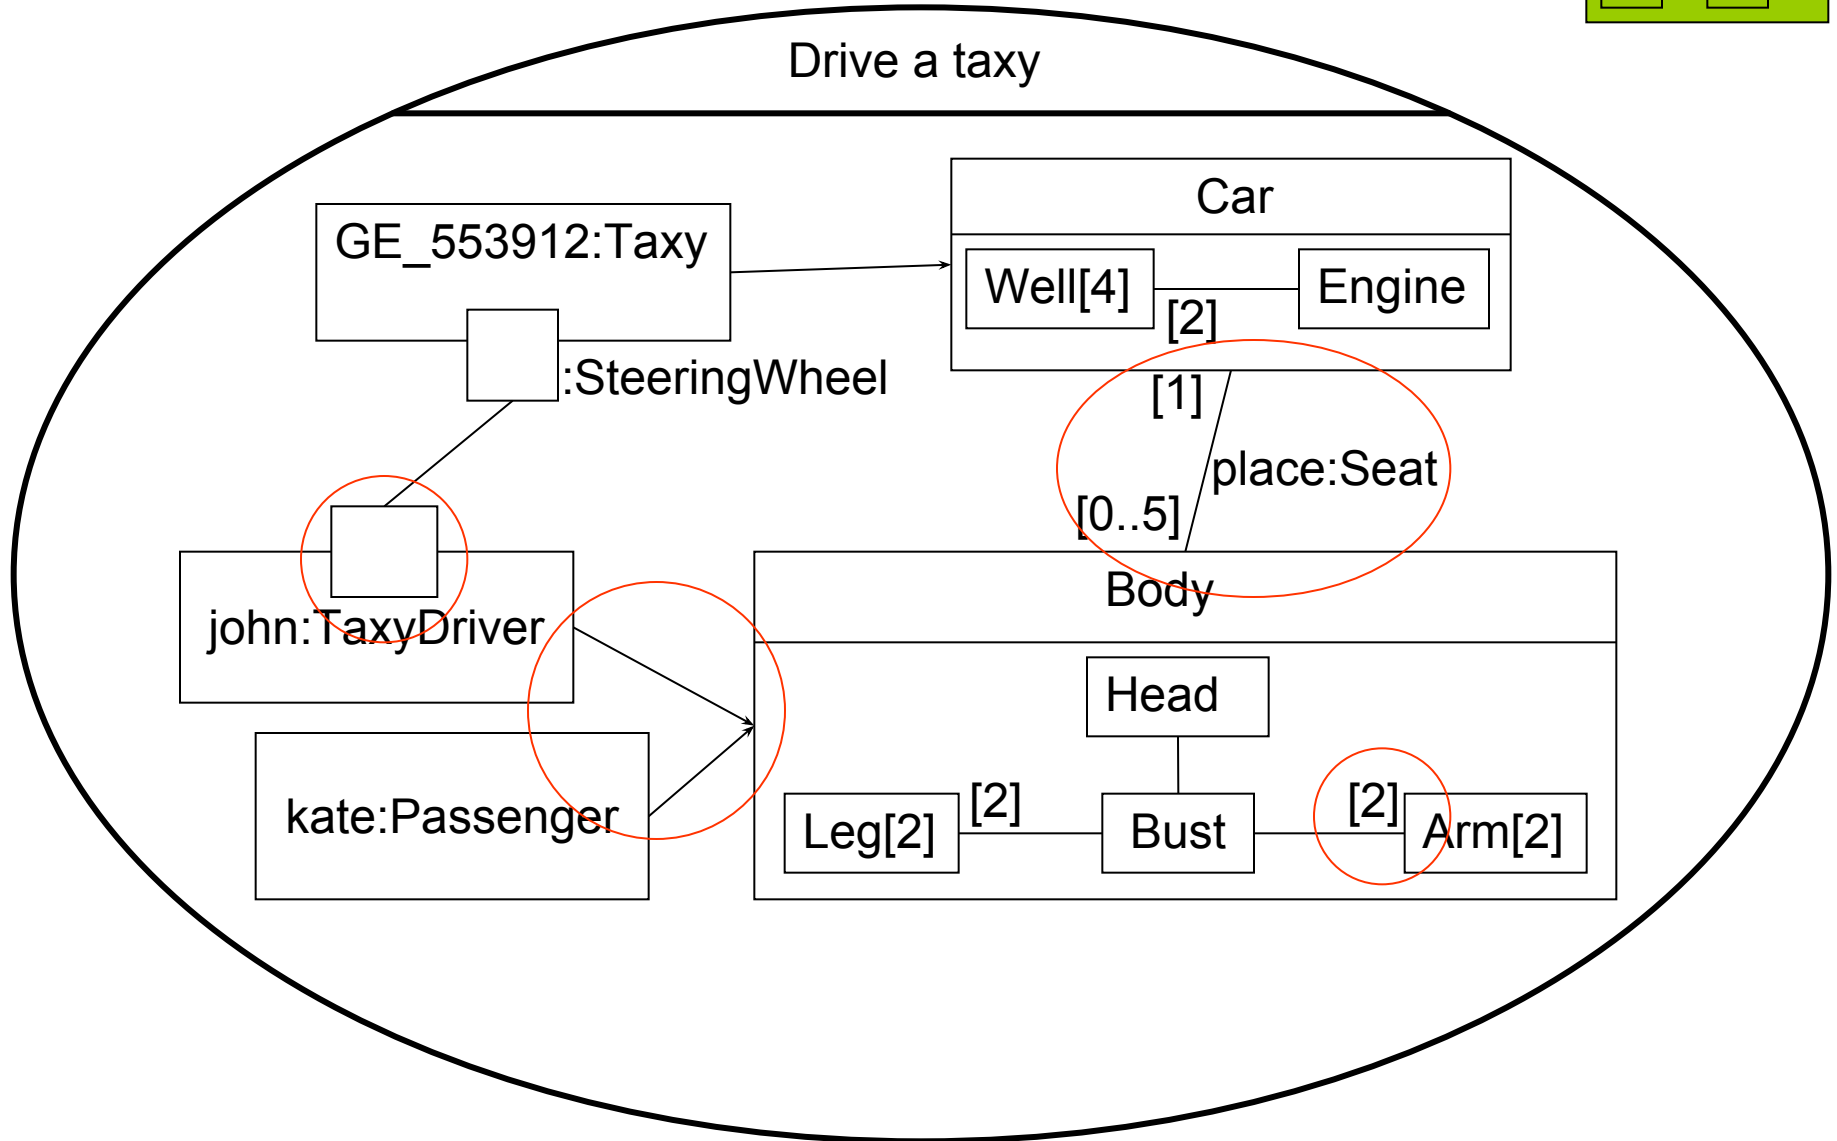 Drive a taxy
Car
GE_553912:Taxy
Well[4]
Engine
[2]
:SteeringWheel
[1]
place:Seat
[0..5]
Body
john:TaxyDriver
Head
kate:Passenger
Leg[2]
[2]
Bust
[2]
Arm[2]